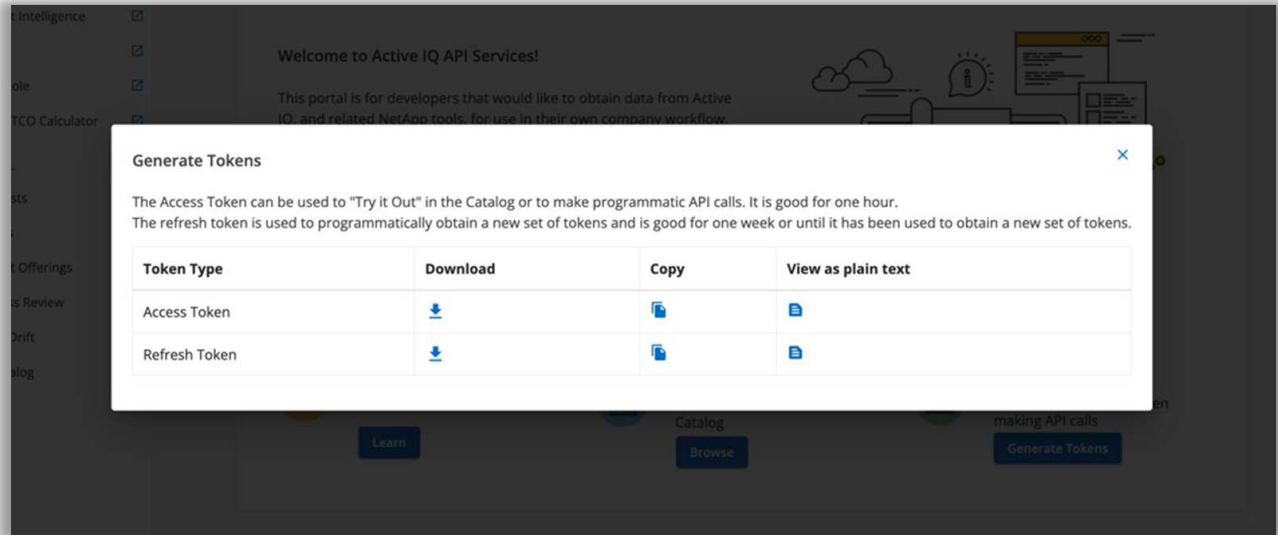 t Intelligence
ole
TCO Calculator
sts
t Offerings
ss Review
Drift
alog
Welcome to Active IQ API Services!
This portal is for developers that would like to obtain data from Active
IQ, and related NetApp tools, for use in their own company workflow.
Generate Tokens
The Access Token can be used to "Try it Out" in the Catalog or to make programmatic API calls. It is good for one hour.
The refresh token is used to programmatically obtain a new set of tokens and is good for one week or until it has been used to obtain a new set of tokens.
Token Type Download Copy View as plain text
Access Token
Refresh Token
en
Catalog making API calls
Learn Browse Generate Tokens